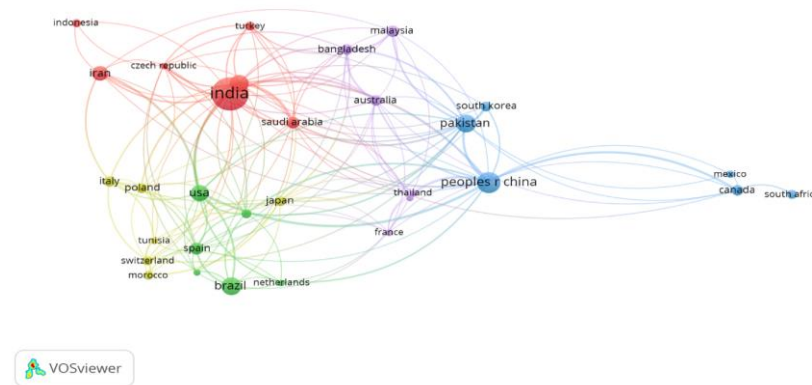 indonesia
turkey
malaysia
bangladesh
czech republic
iran
india
australia
south korea
saudi arabia
pakistan
peoples r china
mexico
canada
south afric
italy
poland
usa
japan
thailand
tunisia
spain
france
switzerland
morocco
brazil
netherlands
VOSviewer